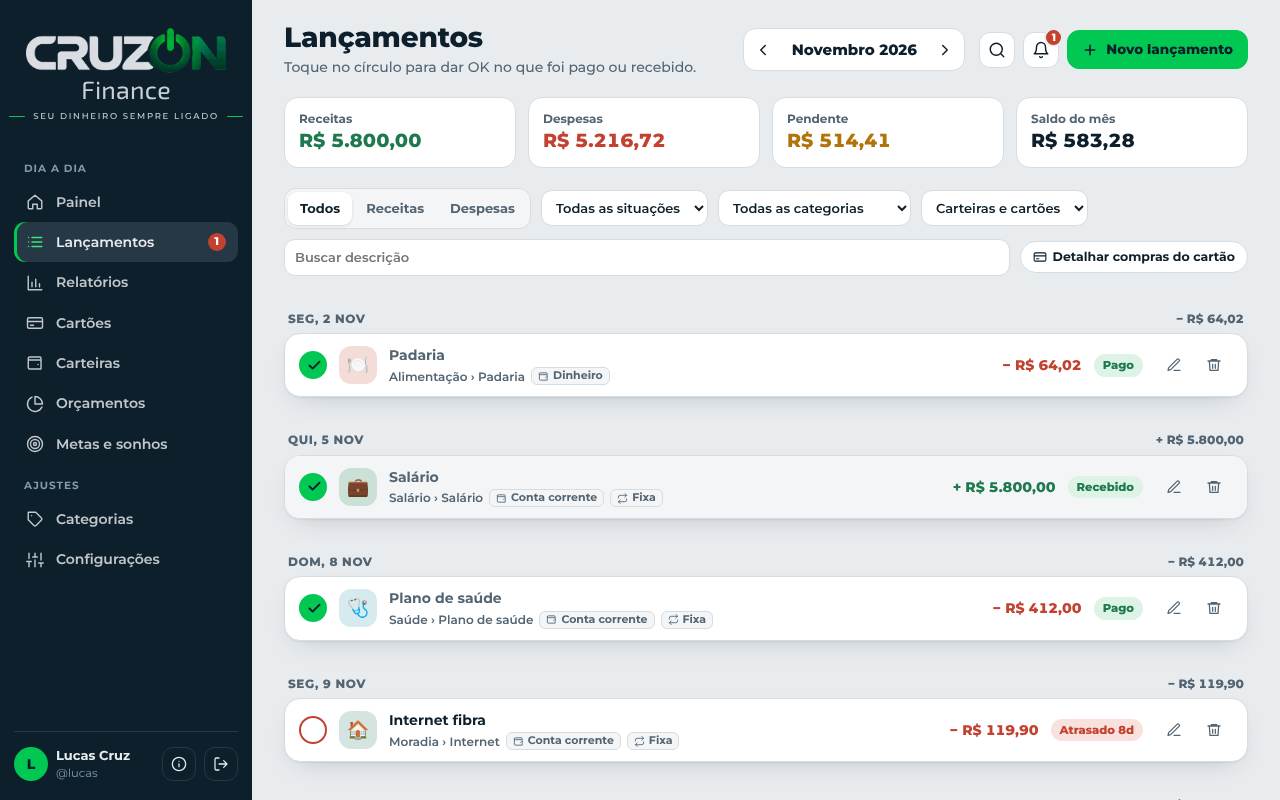 CRUZON
Finance
SEU DINHEIRO SEMPRE LIGADO
DIA A DIA
Painel
Lançamentos 1
Relatórios
Cartões
Carteiras
Orçamentos
Metas e sonhos
AJUSTES
Categorias
Configurações
L
Lucas Cruz
@lucas
Lançamentos
Toque no círculo para dar OK no que foi pago ou recebido.
Novembro 2026
1
Novo lançamento
Receitas
R$ 5.800,00
Despesas
R$ 5.216,72
Pendente
R$ 514,41
Saldo do mês
R$ 583,28
Todos Receitas Despesas Todas as situações Todas as categorias Carteiras e cartões
Buscar descrição Detalhar compras do cartão
SEG, 2 NOV − R$ 64,02
Padaria
Alimentação › Padaria Dinheiro
− R$ 64,02 Pago
QUI, 5 NOV + R$ 5.800,00
Salário
Salário › Salário Conta corrente Fixa
+ R$ 5.800,00 Recebido
DOM, 8 NOV − R$ 412,00
Plano de saúde
Saúde › Plano de saúde Conta corrente Fixa
− R$ 412,00 Pago
SEG, 9 NOV − R$ 119,90
Internet fibra
Moradia › Internet Conta corrente Fixa
− R$ 119,90 Atrasado 8d